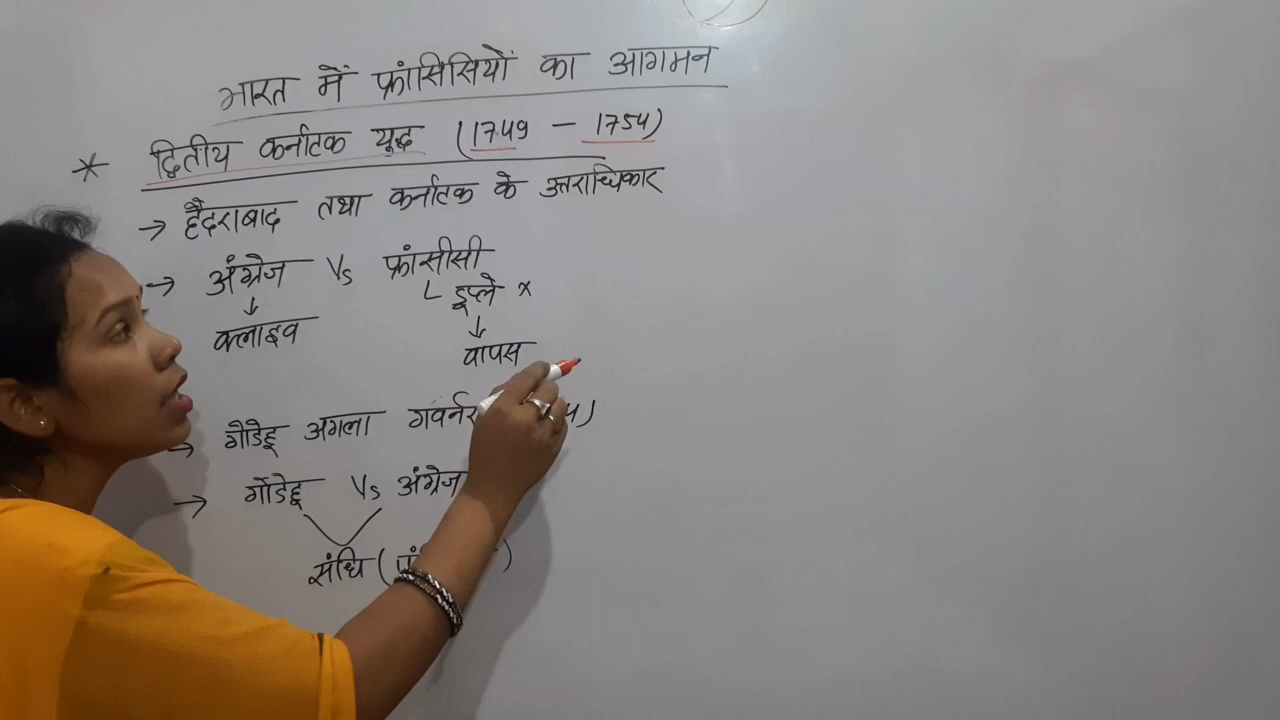 भारत में फ्रांसिसियों का आगमन
* द्वितीय कर्नाटक युद्ध (1749 – 1754)
→ हैदराबाद तथा कर्नाटक के उत्तराधिकार
→ अंग्रेज Vs फ्रांसीसी
↓ └ डूप्ले ×
क्लाइव ↓
वापस
→ गोडेहू अगला गवर्नर
→ गोडेहू Vs अंग्रेज
संधि (